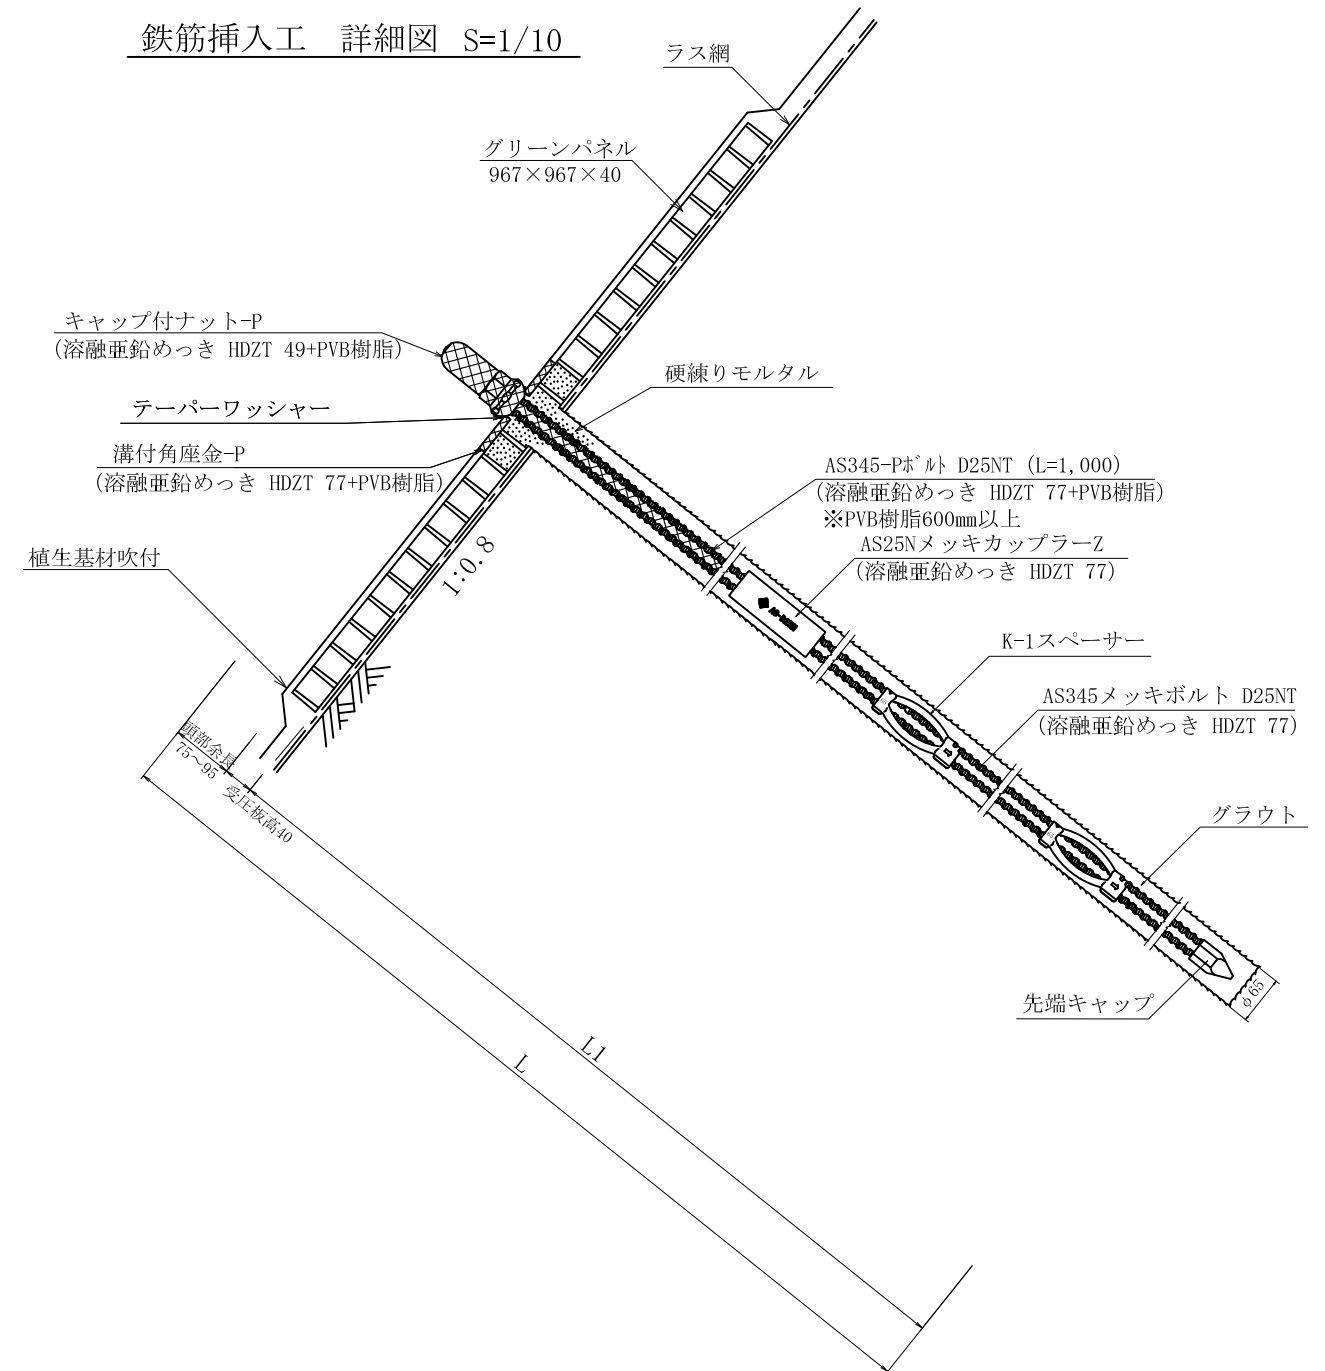 鉄筋挿入工　詳細図 S=1/10
ラス網
グリーンパネル
967×967×40
キャップ付ナット-P
(溶融亜鉛めっき HDZT 49+PVB樹脂)
硬練りモルタル
テーパーワッシャー
溝付角座金-P
(溶融亜鉛めっき HDZT 77+PVB樹脂)
AS345-Pﾎﾞﾙﾄ D25NT (L=1,000)
(溶融亜鉛めっき HDZT 77+PVB樹脂)
※PVB樹脂600mm以上
AS25NメッキカップラーZ
(溶融亜鉛めっき HDZT 77)
植生基材吹付
1:0.8
K-1スペーサー
AS345メッキボルト D25NT
(溶融亜鉛めっき HDZT 77)
頭部余長
75～95
受圧板高40
グラウト
先端キャップ
φ65
L1
L